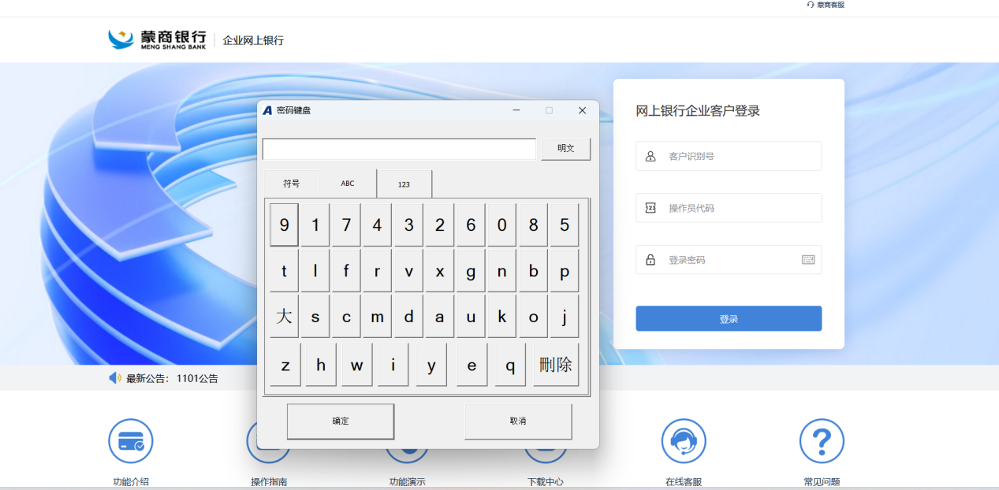 蒙商客服
蒙商银行
MENG SHANG BANK
企业网上银行
密码键盘
明文
符号 ABC 123
9 1 7 4 3 2 6 0 8 5
t l f r v x g n b p
大 s c m d a u k o j
z h w i y e q 刪除
确定 取消
网上银行企业客户登录
客户识别号
123 操作员代码
登录密码
登录
最新公告： 1101公告
功能介绍 操作指南 功能演示 下载中心 在线客服 常见问题